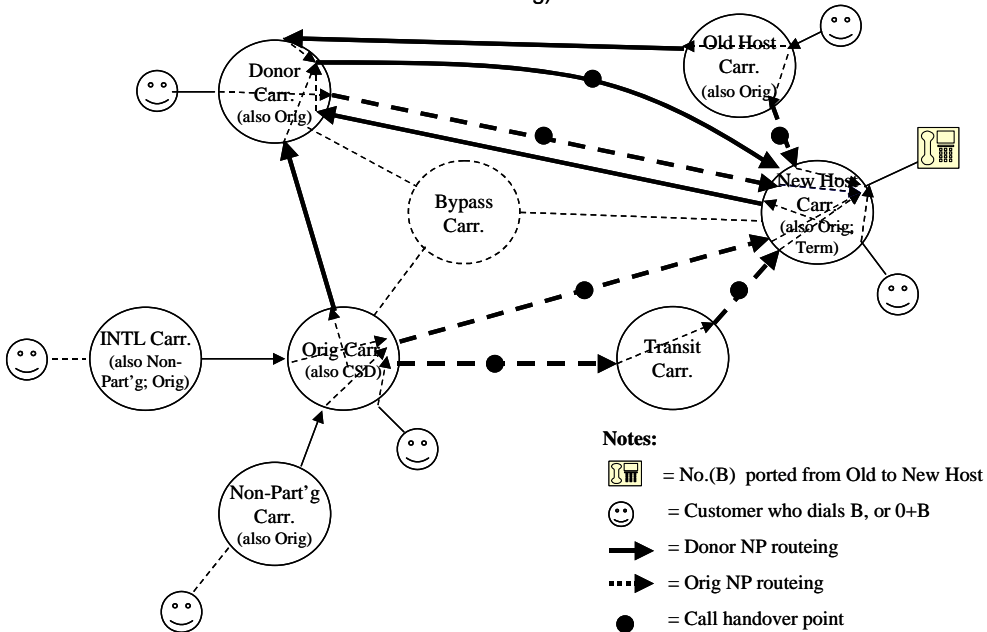 Old Host
Carr.
(also Orig)
Donor
Carr.
(also Orig)
New Host
Carr.
(also Orig;
Term)
Bypass
Carr.
INTL Carr.
(also Non-
Part'g; Orig)
Orig Carr.
(also CSD)
Transit
Carr.
Non-Part'g
Carr.
(also Orig)
Notes:
= No.(B) ported from Old to New Host
= Customer who dials B, or 0+B
= Donor NP routeing
= Orig NP routeing
= Call handover point